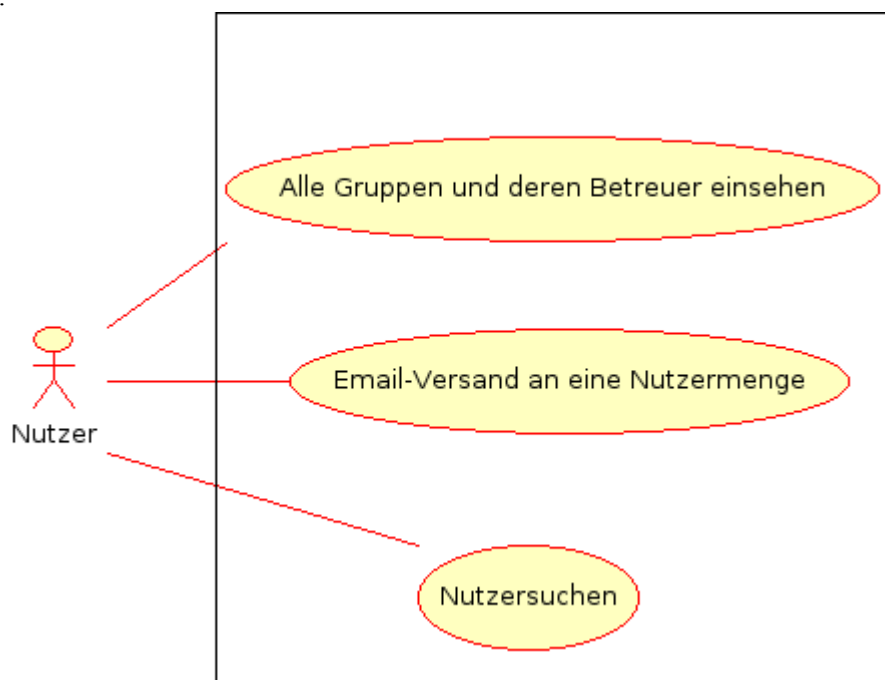 .
Alle Gruppen und deren Betreuer einsehen
Email-Versand an eine Nutzermenge
Nutzer
Nutzersuchen